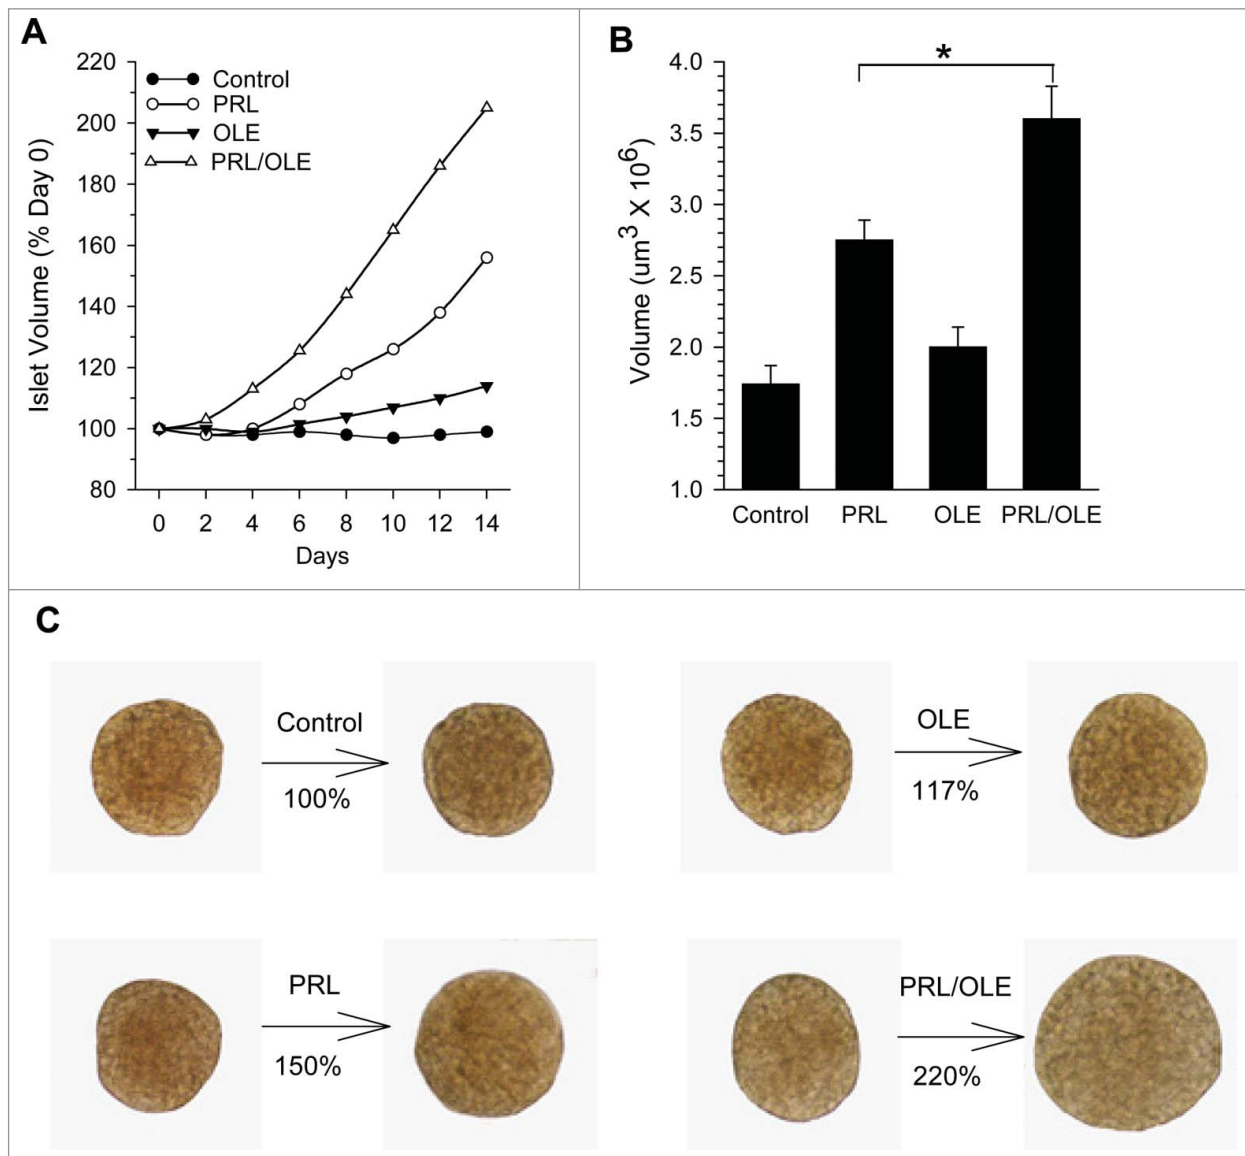 A
Islet Volume (% Day 0)
220
200
180
160
140
120
100
80
Control
PRL
OLE
PRL/OLE
0 2 4 6 8 10 12 14
Days
B
Volume (um³ X 10⁶)
4.0
3.5
3.0
2.5
2.0
1.5
1.0
*
Control PRL OLE PRL/OLE
C
Control
100%
OLE
117%
PRL
150%
PRL/OLE
220%